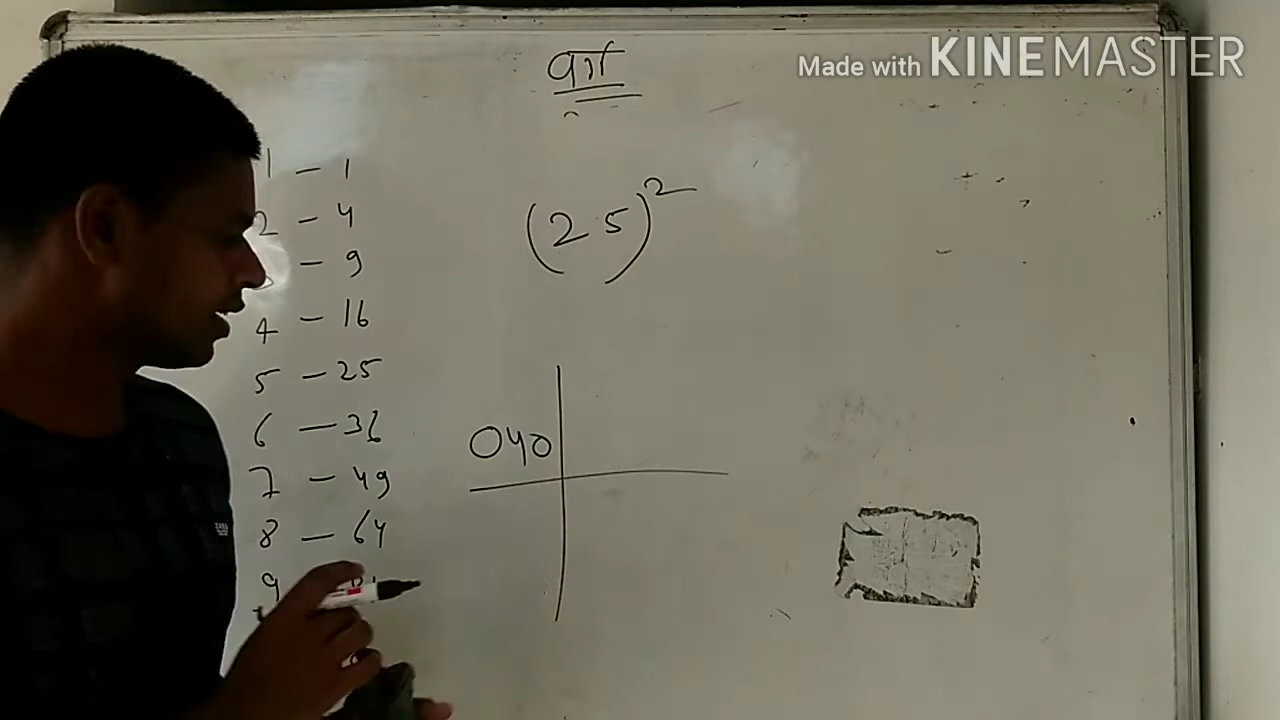 Made with KINEMASTER
वर्ग
1 – 1
2 – 4
– 9
4 – 16
5 – 25
6 – 36
7 – 49
8 – 64
9
(25)²
040